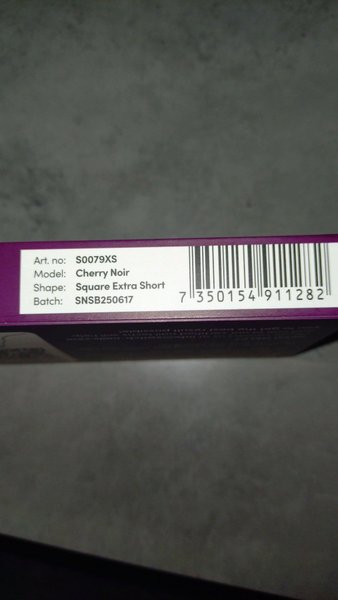 Art. no: S0079XS
Model: Cherry Noir
Shape: Square Extra Short
Batch: SNSB250617
7 350154 911282